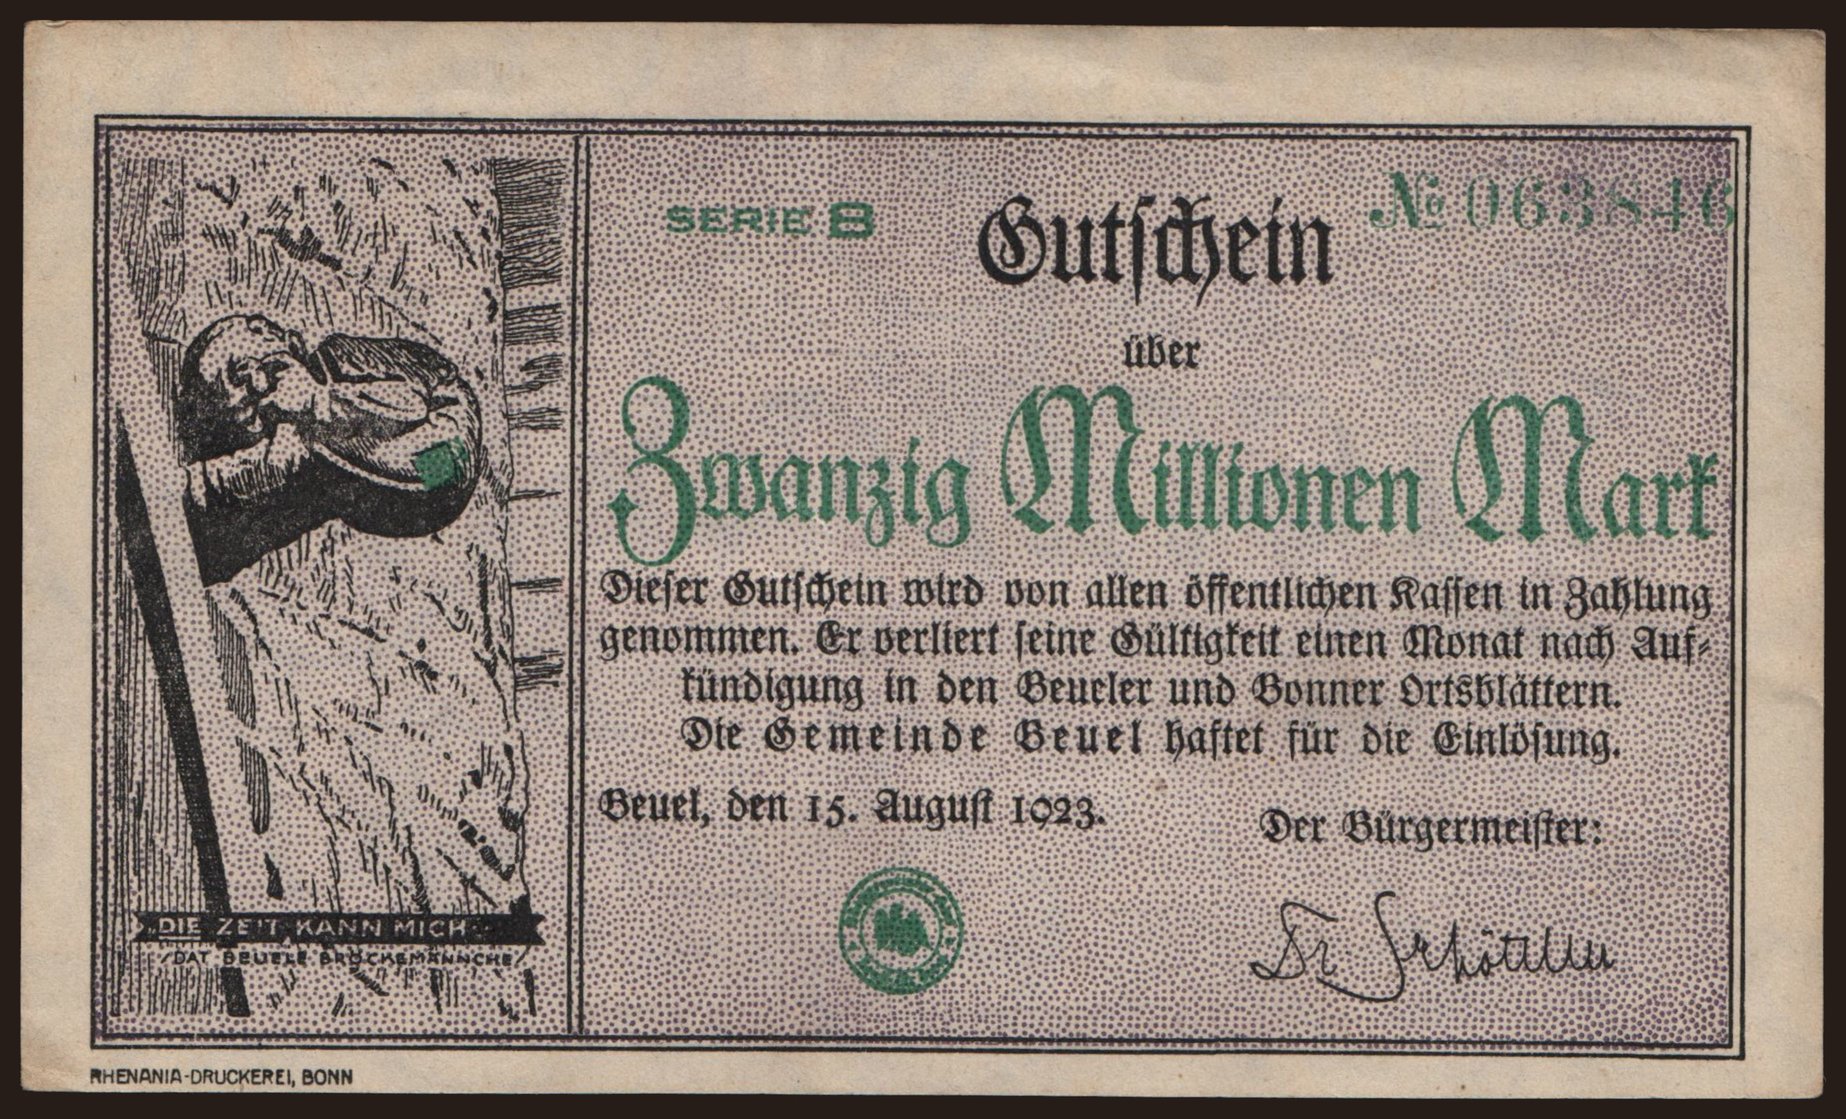 SERIE B
№ 063846
Gutschein
über
Zwanzig Millionen Mark
Dieser Gutschein wird von allen öffentlichen Kassen in Zahlung
genommen. Er verliert seine Gültigkeit einen Monat nach Auf-
kündigung in den Beueler und Bonner Ortsblättern.
Die Gemeinde Beuel haftet für die Einlösung.
Beuel, den 15. August 1923.
Der Bürgermeister:
Dr
DIE ZEIT KANN MICH..
/DAT BEUELE BRÖCKEMÄNNCHE/
RHENANIA-DRUCKEREI, BONN